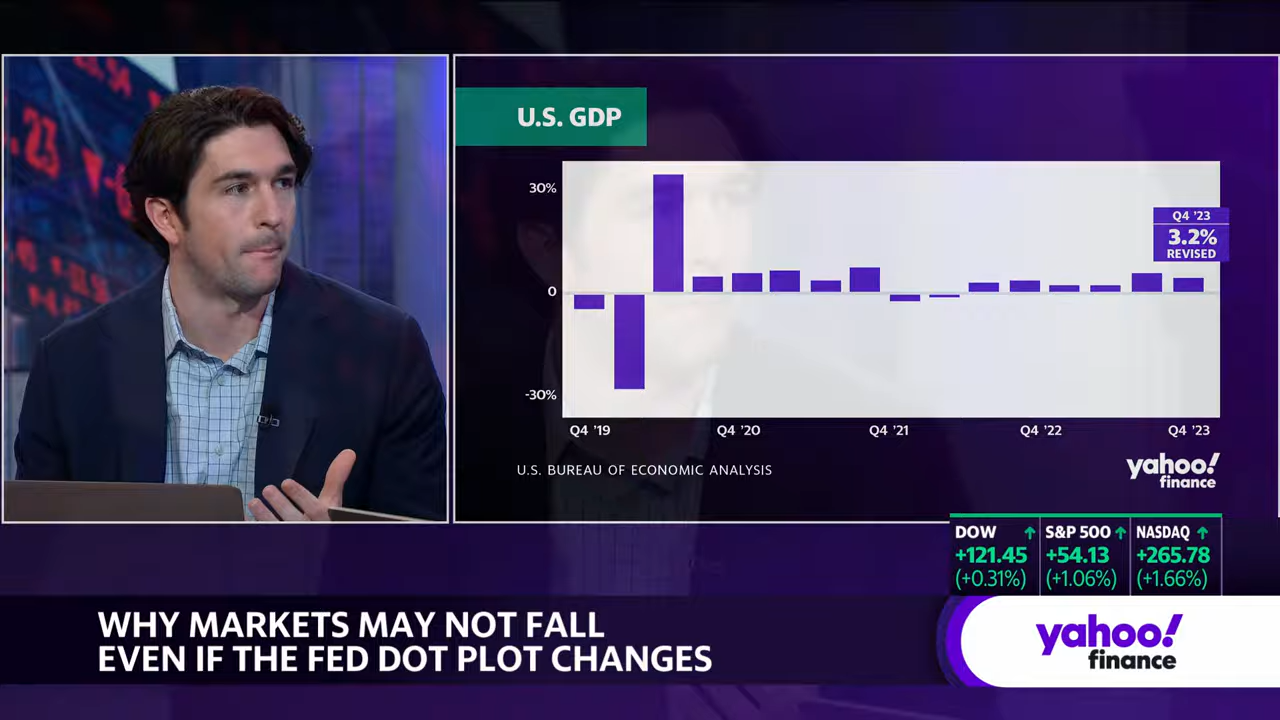 U.S. GDP
30%
0
-30%
Q4 '23
3.2%
REVISED
Q4 '19
Q4 '20
Q4 '21
Q4 '22
Q4 '23
U.S. BUREAU OF ECONOMIC ANALYSIS
yahoo!
finance
DOW
+121.45
(+0.31%)
S&P 500
+54.13
(+1.06%)
NASDAQ
+265.78
(+1.66%)
WHY MARKETS MAY NOT FALL
EVEN IF THE FED DOT PLOT CHANGES
yahoo!
finance